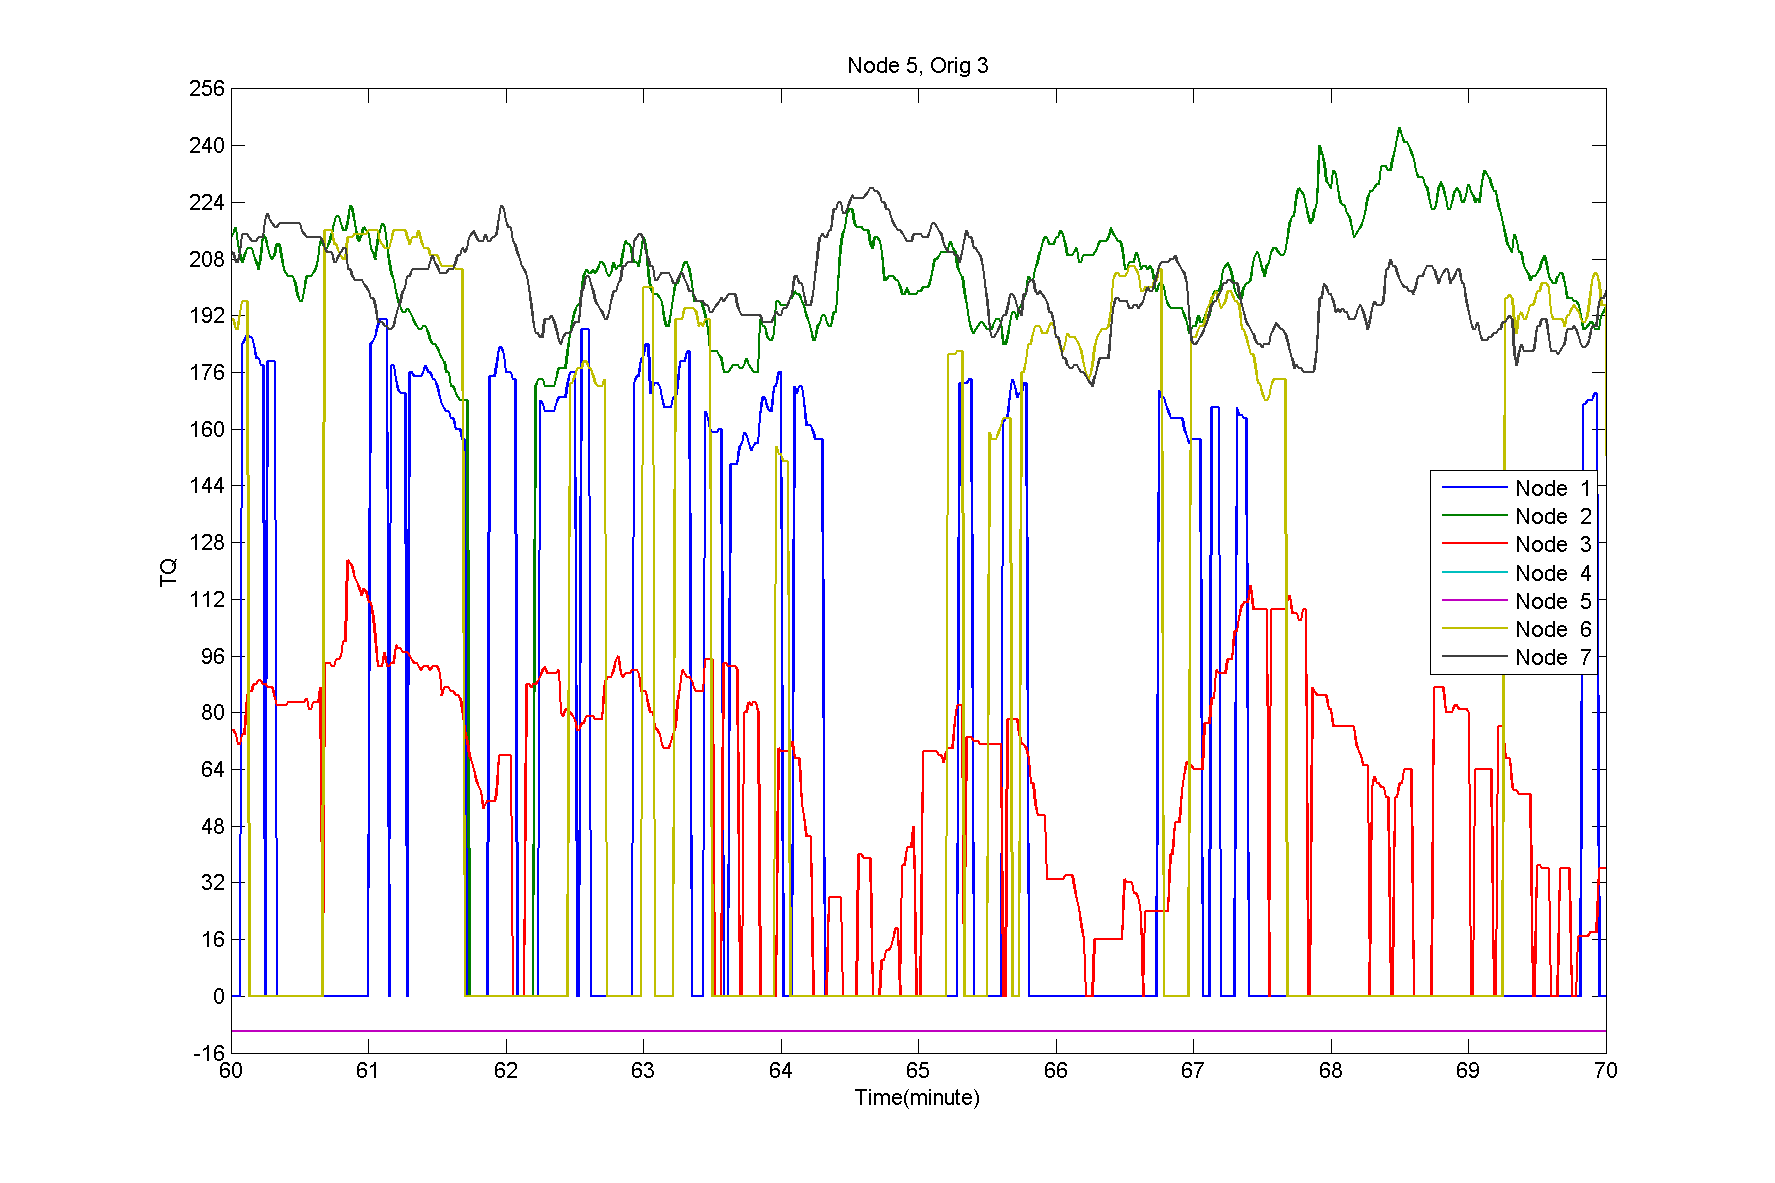 Node 5, Orig 3
256
240
224
208
192
176
160
144
128
112
96
80
64
48
32
16
0
-16
TQ
Node 1
Node 2
Node 3
Node 4
Node 5
Node 6
Node 7
60 61 62 63 64 65 66 67 68 69 70
Time(minute)